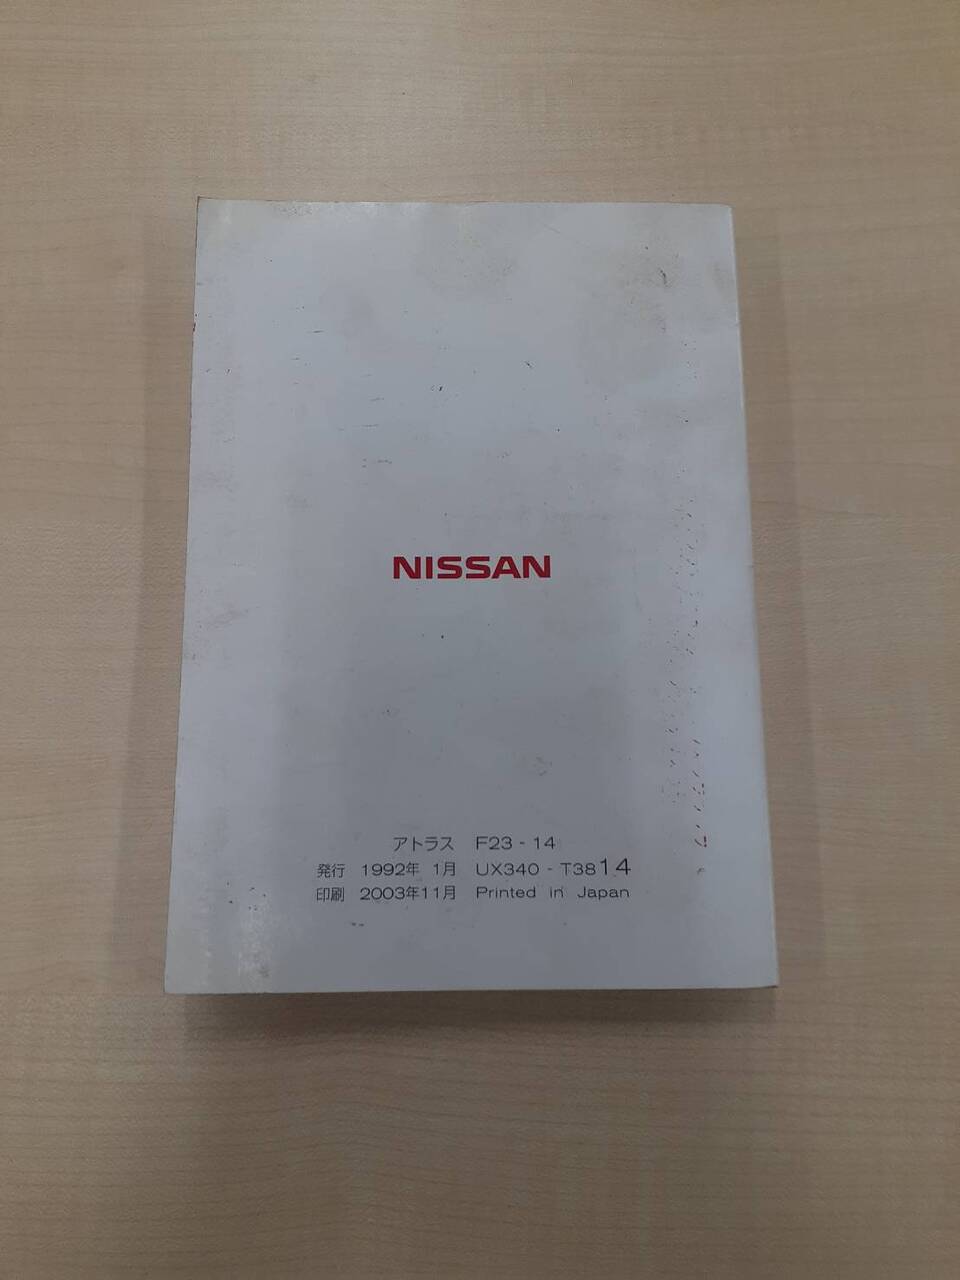 NISSAN
アトラス F23-14
発行 1992年 1月 UX340-T3814
印刷 2003年11月 Printed in Japan